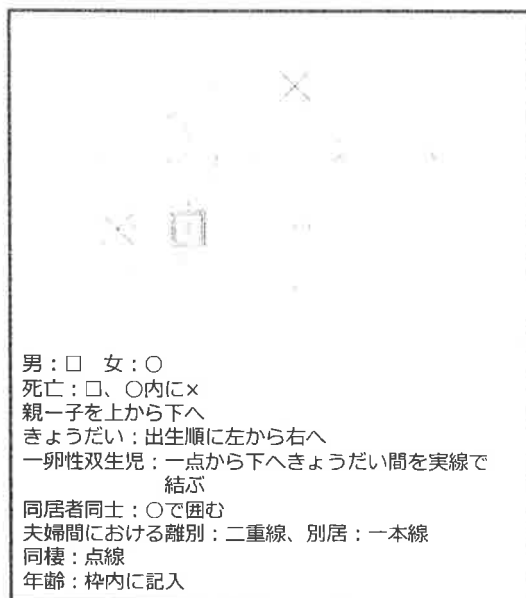 男：□　女：○
死亡：□、○内に×
親ー子を上から下へ
きょうだい：出生順に左から右へ
一卵性双生児：一点から下へきょうだい間を実線で
結ぶ
同居者同士：○で囲む
夫婦間における離別：二重線、別居：一本線
同棲：点線
年齢：枠内に記入